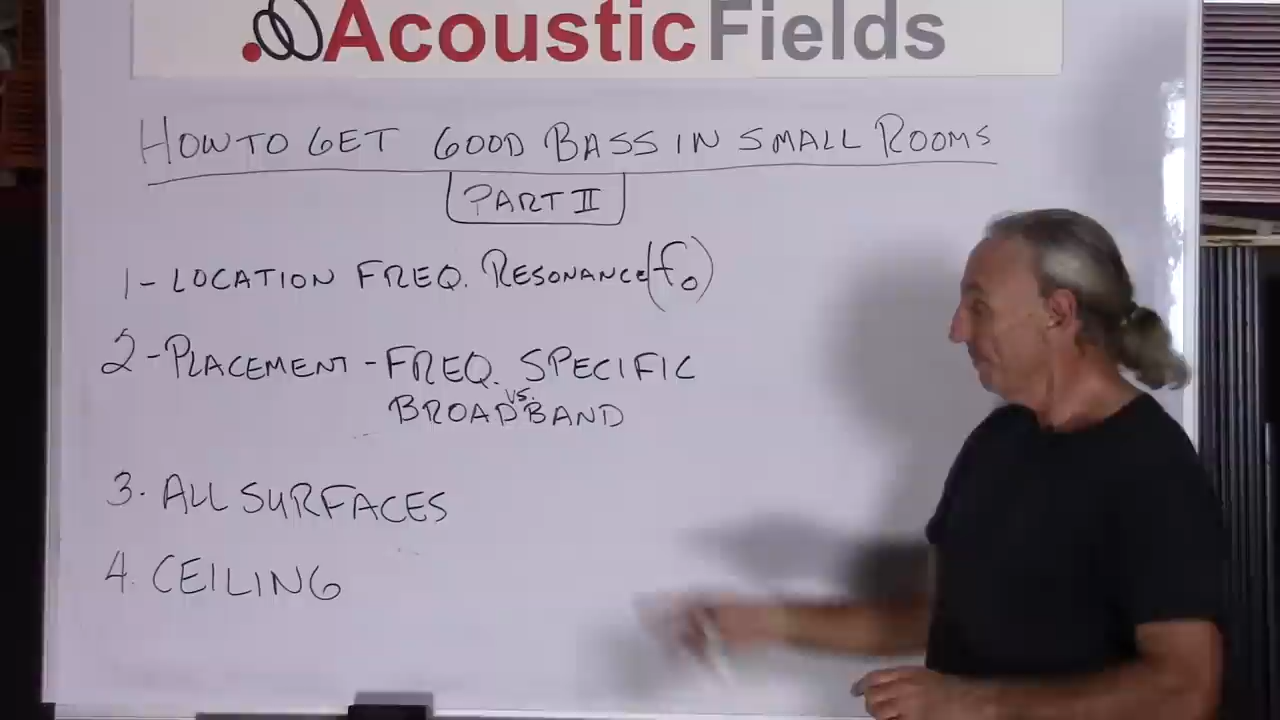 AcousticFields
HOW TO GET GOOD BASS IN SMALL ROOMS
PART II
1- LOCATION FREQ. RESONANCE (fo)
2-PLACEMENT - FREQ. SPECIFIC
vs.
BROADBAND
3. ALL SURFACES
4. CEILING